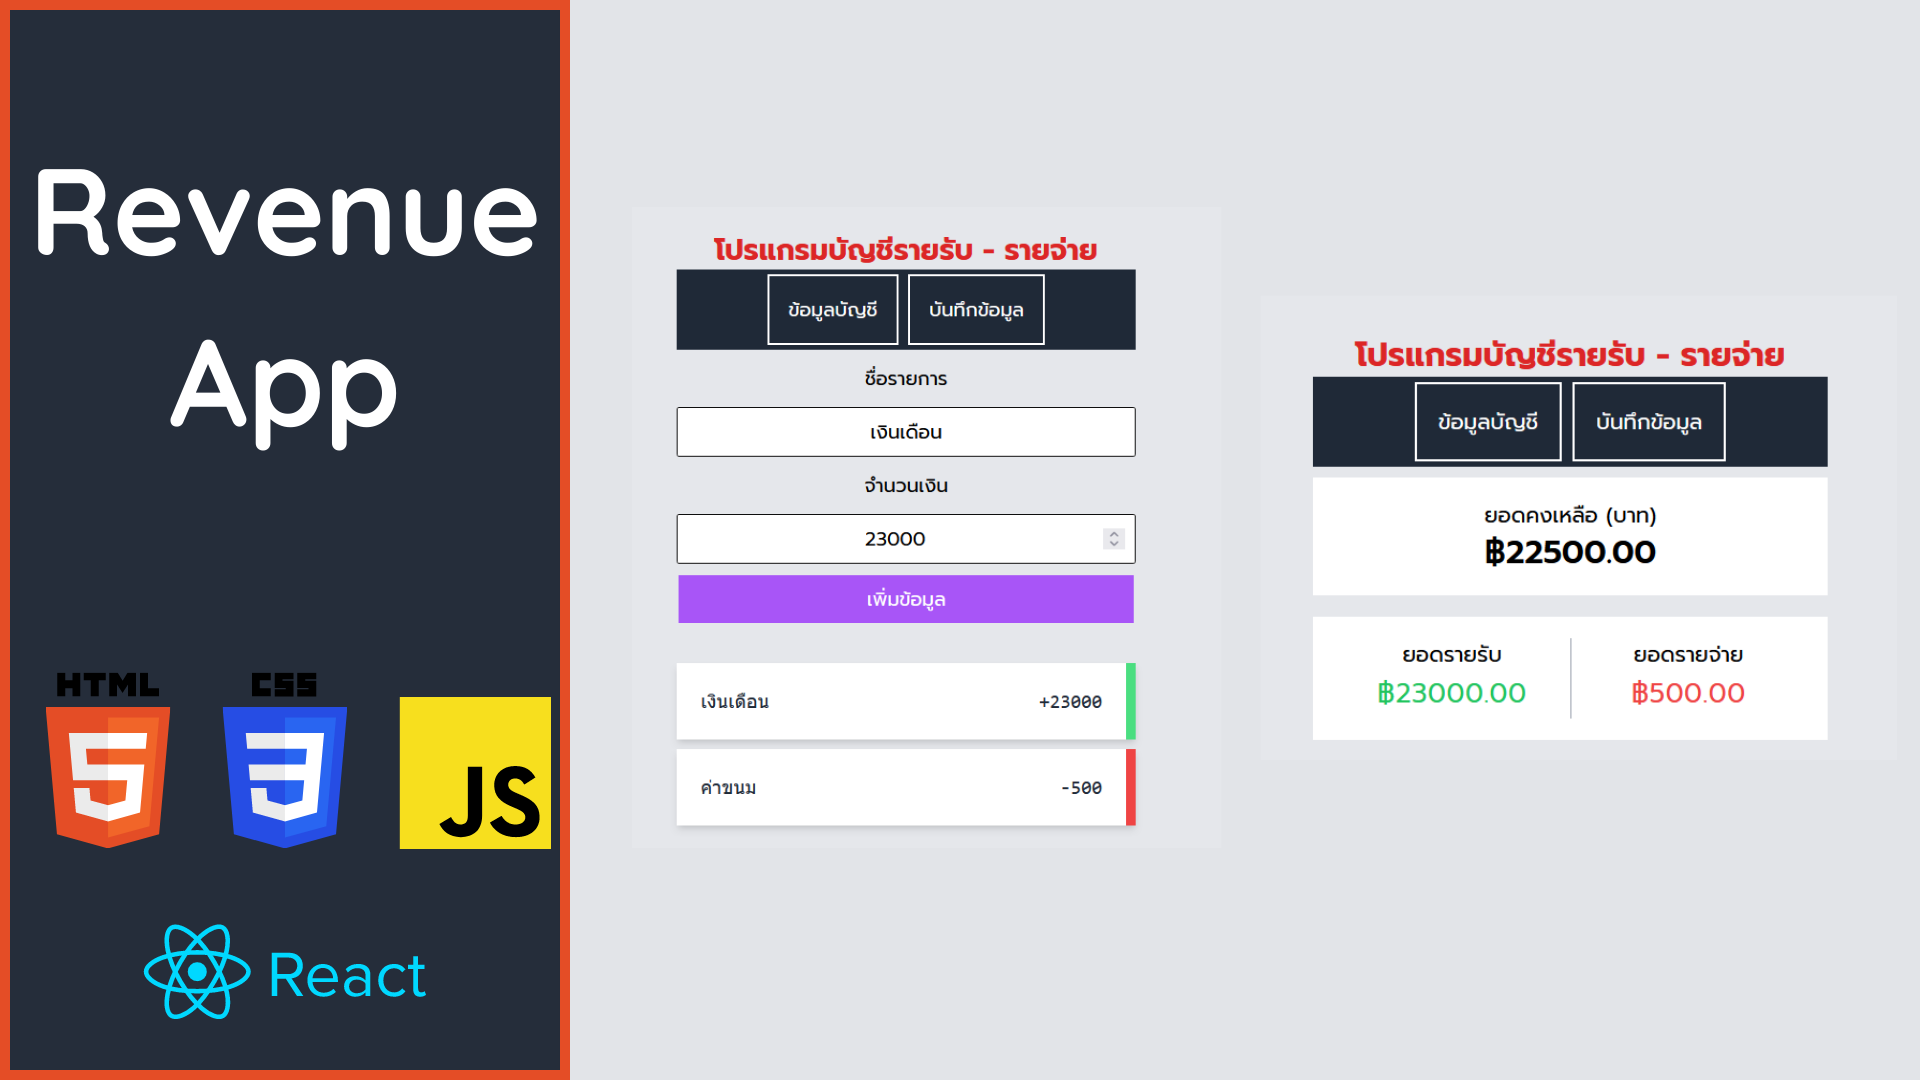 Revenue
App
HTML
CSS
JS
React
โปรแกรมบัญชีรายรับ - รายจ่าย
ข้อมูลบัญชี
บันทึกข้อมูล
ชื่อรายการ
เงินเดือน
จำนวนเงิน
23000
เพิ่มข้อมูล
เงินเดือน +23000
ค่าขนม -500
โปรแกรมบัญชีรายรับ - รายจ่าย
ข้อมูลบัญชี
บันทึกข้อมูล
ยอดคงเหลือ (บาท)
฿22500.00
ยอดรายรับ
฿23000.00
ยอดรายจ่าย
฿500.00